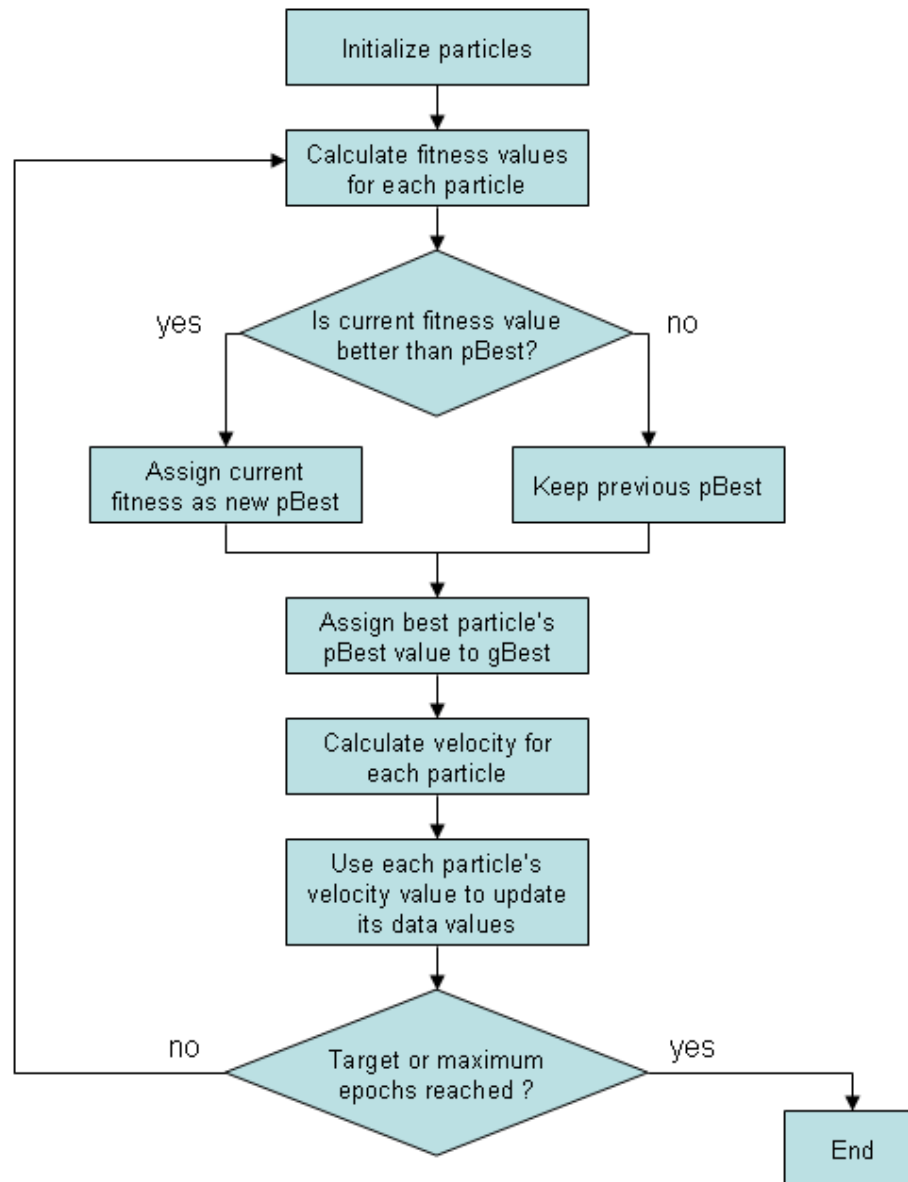 Initialize particles
Calculate fitness values
for each particle
Is current fitness value
better than pBest?
yes
no
Assign current
fitness as new pBest
Keep previous pBest
Assign best particle's
pBest value to gBest
Calculate velocity for
each particle
Use each particle's
velocity value to update
its data values
Target or maximum
epochs reached ?
no
yes
End